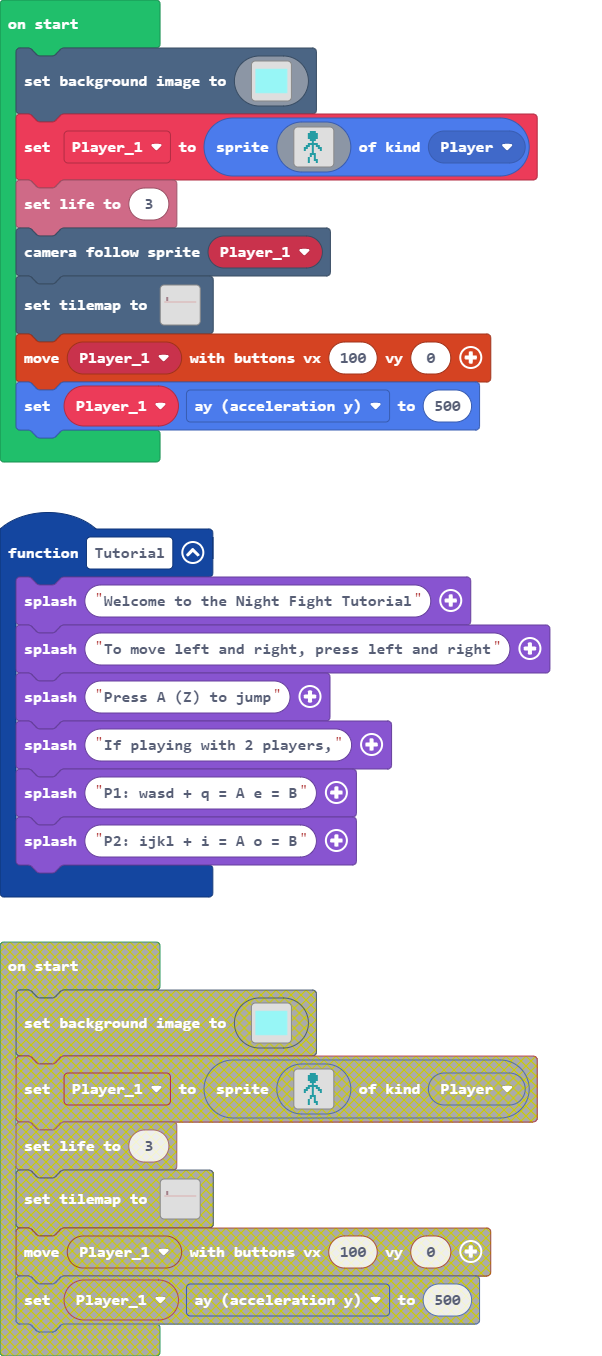 on start
set background image to
set Player_1 to sprite of kind Player
set life to 3
camera follow sprite Player_1
set tilemap to
move Player_1 with buttons vx 100 vy 0
set Player_1 ay (acceleration y) to 500
function Tutorial
splash "Welcome to the Night Fight Tutorial"
splash "To move left and right, press left and right"
splash "Press A (Z) to jump"
splash "If playing with 2 players,"
splash "P1: wasd + q = A e = B"
splash "P2: ijkl + i = A o = B"
on start
set background image to
set Player_1 to sprite of kind Player
set life to 3
set tilemap to
move Player_1 with buttons vx 100 vy 0
set Player_1 ay (acceleration y) to 500